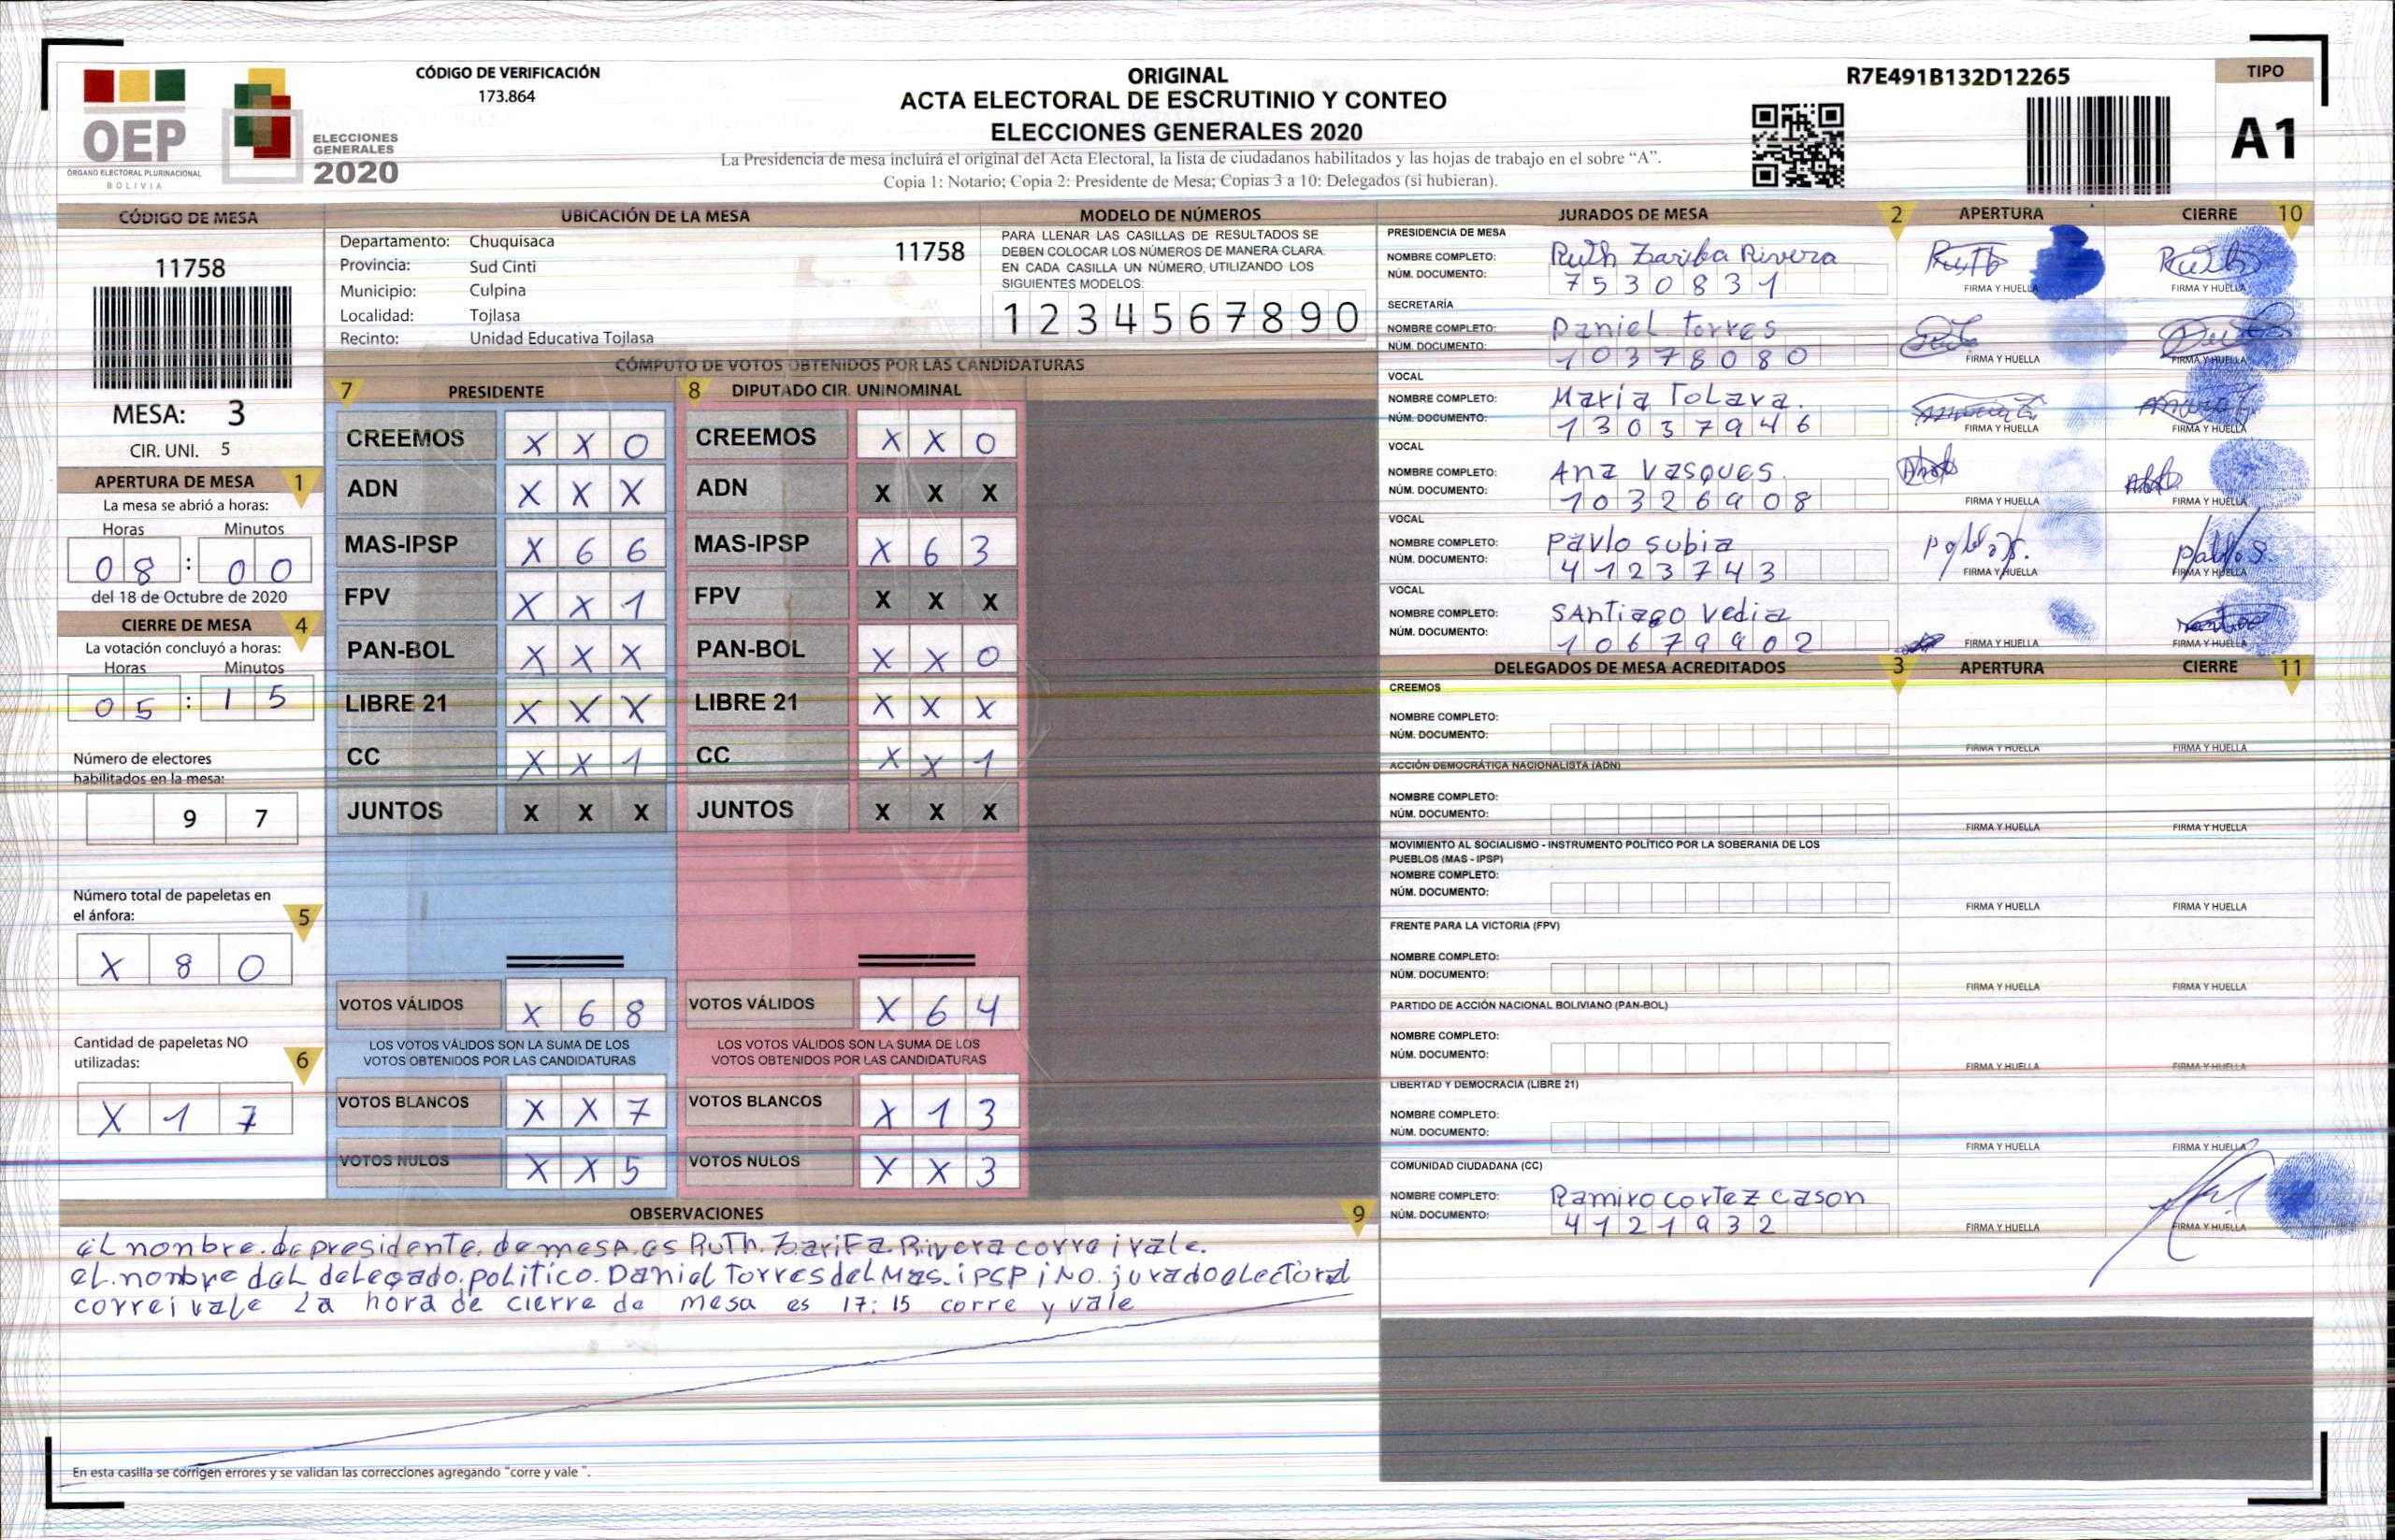 CÓDIGO DE VERIFICACIÓN
173.864
OEP
ÓRGANO ELECTORAL PLURINACIONAL
BOLIVIA
ELECCIONES
GENERALES
2020
ORIGINAL
ACTA ELECTORAL DE ESCRUTINIO Y CONTEO
ELECCIONES GENERALES 2020
La Presidencia de mesa incluirá el original del Acta Electoral, la lista de ciudadanos habilitados y las hojas de trabajo en el sobre “A”.
Copia 1: Notario; Copia 2: Presidente de Mesa; Copias 3 a 10: Delegados (si hubieran).
R7E491B132D12265
TIPO
A1
CÓDIGO DE MESA
11758
MESA: 3
CIR. UNI. 5
APERTURA DE MESA 1
La mesa se abrió a horas:
Horas Minutos
08 : 00
del 18 de Octubre de 2020
CIERRE DE MESA 4
La votación concluyó a horas:
Horas Minutos
05 : 15
Número de electores
habilitados en la mesa:
9 7
Número total de papeletas en
el ánfora: 5
X 8 0
Cantidad de papeletas NO
utilizadas: 6
X 1 7
UBICACIÓN DE LA MESA
Departamento: Chuquisaca 11758
Provincia: Sud Cinti
Municipio: Culpina
Localidad: Tojlasa
Recinto: Unidad Educativa Tojlasa
MODELO DE NÚMEROS
PARA LLENAR LAS CASILLAS DE RESULTADOS SE
DEBEN COLOCAR LOS NÚMEROS DE MANERA CLARA.
EN CADA CASILLA UN NÚMERO, UTILIZANDO LOS
SIGUIENTES MODELOS:
1 2 3 4 5 6 7 8 9 0
CÓMPUTO DE VOTOS OBTENIDOS POR LAS CANDIDATURAS
7 PRESIDENTE 8 DIPUTADO CIR. UNINOMINAL
CREEMOS X X 0 CREEMOS X X 0
ADN X X X ADN X X X
MAS-IPSP X 6 6 MAS-IPSP X 6 3
FPV X X 1 FPV X X X
PAN-BOL X X X PAN-BOL X X 0
LIBRE 21 X X X LIBRE 21 X X X
CC X X 1 CC X X 1
JUNTOS X X X JUNTOS X X X
VOTOS VÁLIDOS X 6 8 VOTOS VÁLIDOS X 6 4
LOS VOTOS VÁLIDOS SON LA SUMA DE LOS LOS VOTOS VÁLIDOS SON LA SUMA DE LOS
VOTOS OBTENIDOS POR LAS CANDIDATURAS VOTOS OBTENIDOS POR LAS CANDIDATURAS
VOTOS BLANCOS X X 7 VOTOS BLANCOS X 1 3
VOTOS NULOS X X 5 VOTOS NULOS X X 3
OBSERVACIONES 9
el nonbre.de presidente.de mesa.es RuTh.ZariFa.Rivera corre i vale.
el.nombre del delegado.politico.Daniel Torres del Mas.iPSP i NO.jurado electoral
corre i vale La hora de cierre de mesa es 17:15 corre y vale
En esta casilla se corrigen errores y se validan las correcciones agregando “corre y vale ”.
JURADOS DE MESA 2 APERTURA CIERRE 10
PRESIDENCIA DE MESA
NOMBRE COMPLETO: Ruth Zarika Rivera
NÚM. DOCUMENTO: 7530831
FIRMA Y HUELLA FIRMA Y HUELLA
SECRETARÍA
NOMBRE COMPLETO: Daniel Torres
NÚM. DOCUMENTO: 10378080
FIRMA Y HUELLA FIRMA Y HUELLA
VOCAL
NOMBRE COMPLETO: María ToLava.
NÚM. DOCUMENTO: 13037946
FIRMA Y HUELLA FIRMA Y HUELLA
VOCAL
NOMBRE COMPLETO: Ana Vasques.
NÚM. DOCUMENTO: 10326908
FIRMA Y HUELLA FIRMA Y HUELLA
VOCAL
NOMBRE COMPLETO: Pavlo subia
NÚM. DOCUMENTO: 4123743
FIRMA Y HUELLA FIRMA Y HUELLA
VOCAL
NOMBRE COMPLETO: SAntiago Vedia
NÚM. DOCUMENTO: 10679902
FIRMA Y HUELLA FIRMA Y HUELLA
DELEGADOS DE MESA ACREDITADOS 3 APERTURA CIERRE 11
CREEMOS
NOMBRE COMPLETO:
NÚM. DOCUMENTO:
FIRMA Y HUELLA FIRMA Y HUELLA
ACCIÓN DEMOCRÁTICA NACIONALISTA (ADN)
NOMBRE COMPLETO:
NÚM. DOCUMENTO:
FIRMA Y HUELLA FIRMA Y HUELLA
MOVIMIENTO AL SOCIALISMO - INSTRUMENTO POLÍTICO POR LA SOBERANIA DE LOS
PUEBLOS (MAS - IPSP)
NOMBRE COMPLETO:
NÚM. DOCUMENTO:
FIRMA Y HUELLA FIRMA Y HUELLA
FRENTE PARA LA VICTORIA (FPV)
NOMBRE COMPLETO:
NÚM. DOCUMENTO:
FIRMA Y HUELLA FIRMA Y HUELLA
PARTIDO DE ACCIÓN NACIONAL BOLIVIANO (PAN-BOL)
NOMBRE COMPLETO:
NÚM. DOCUMENTO:
FIRMA Y HUELLA FIRMA Y HUELLA
LIBERTAD Y DEMOCRACIA (LIBRE 21)
NOMBRE COMPLETO:
NÚM. DOCUMENTO:
FIRMA Y HUELLA FIRMA Y HUELLA
COMUNIDAD CIUDADANA (CC)
NOMBRE COMPLETO: Ramiro cortez cason
NÚM. DOCUMENTO: 4121932
FIRMA Y HUELLA FIRMA Y HUELLA